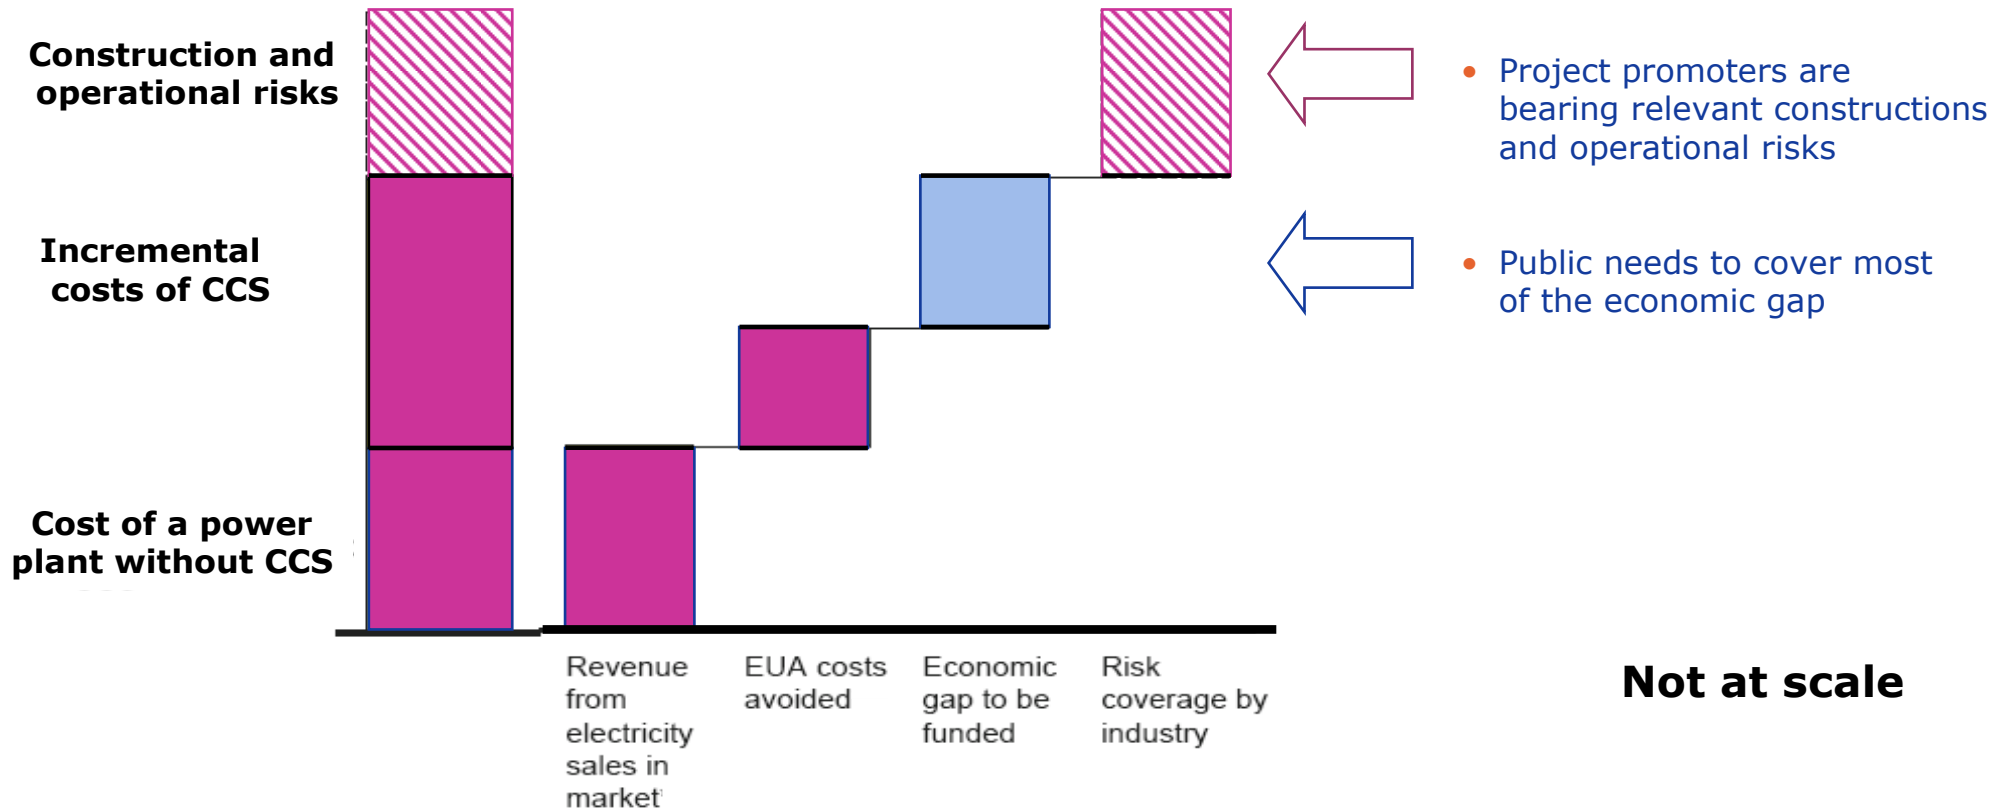 Construction and
operational risks
Incremental
costs of CCS
Cost of a power
plant without CCS
• Project promoters are
bearing relevant constructions
and operational risks
• Public needs to cover most
of the economic gap
Revenue
from
electricity
sales in
market
EUA costs
avoided
Economic
gap to be
funded
Risk
coverage by
industry
Not at scale